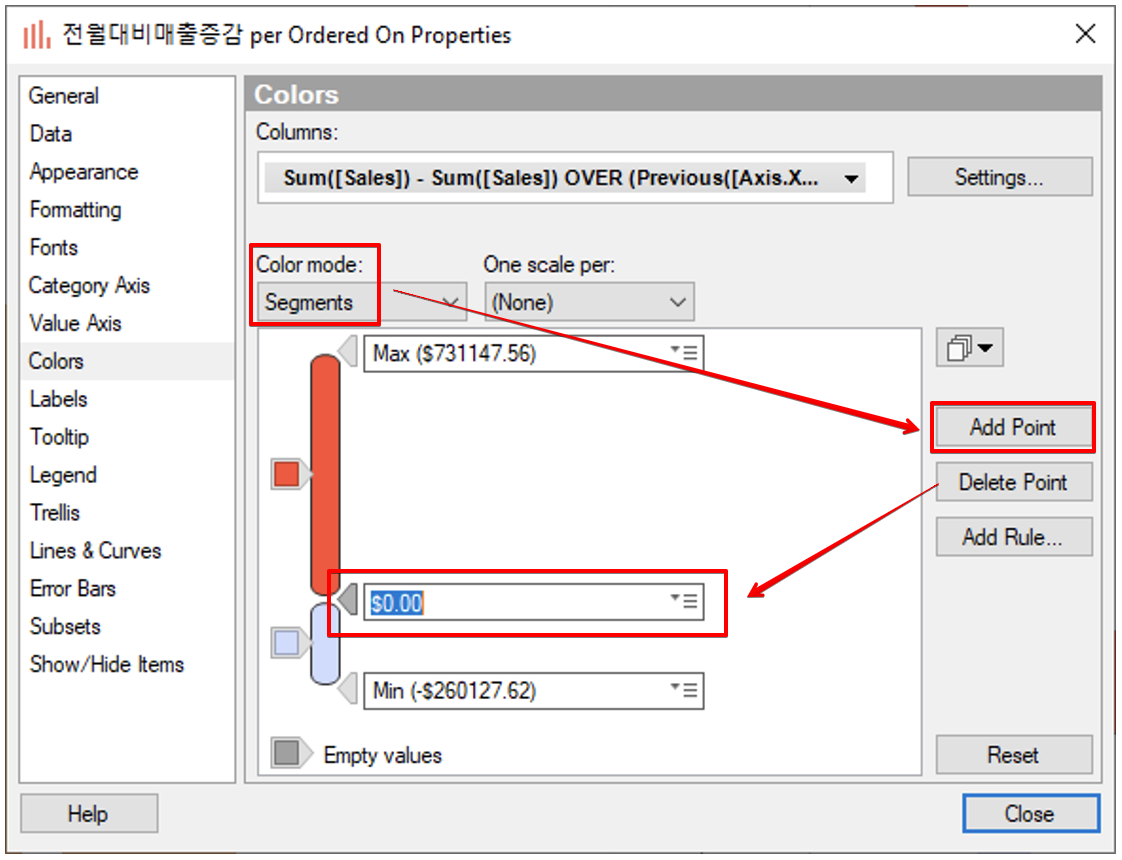 전월대비매출증감 per Ordered On Properties
General
Data
Appearance
Formatting
Fonts
Category Axis
Value Axis
Colors
Labels
Tooltip
Legend
Trellis
Lines & Curves
Error Bars
Subsets
Show/Hide Items
Colors
Columns:
Sum([Sales]) - Sum([Sales]) OVER (Previous([Axis.X...
Settings...
Color mode:
One scale per:
Segments
(None)
Max ($731147.56)
Add Point
Delete Point
Add Rule...
$0.00
Min (-$260127.62)
Empty values
Reset
Help
Close